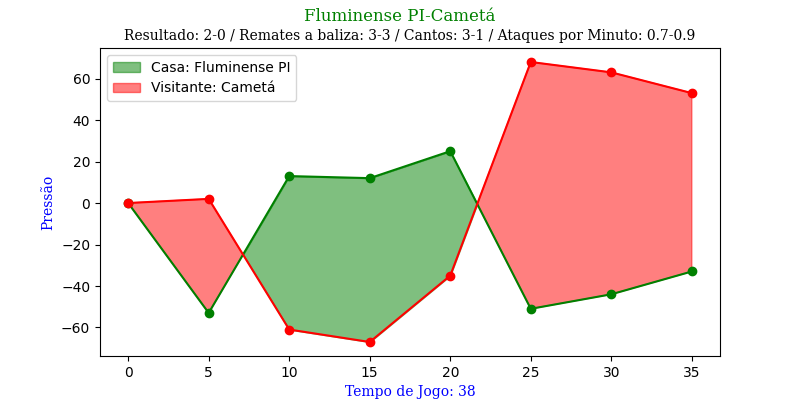 Fluminense PI-Cametá
Resultado: 2-0 / Remates a baliza: 3-3 / Cantos: 3-1 / Ataques por Minuto: 0.7-0.9
Casa: Fluminense PI
Visitante: Cametá
Pressão
60
40
20
0
−20
−40
−60
0 5 10 15 20 25 30 35
Tempo de Jogo: 38